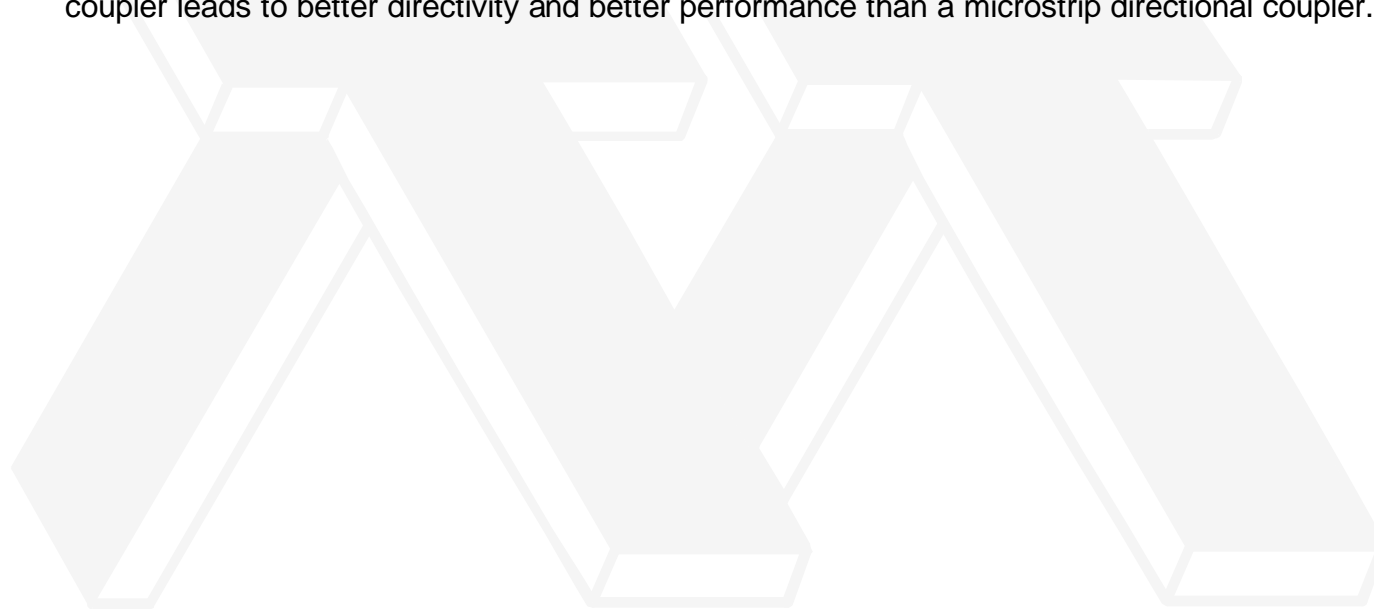 coupler leads to better directivity and better performance than a microstrip directional coupler.